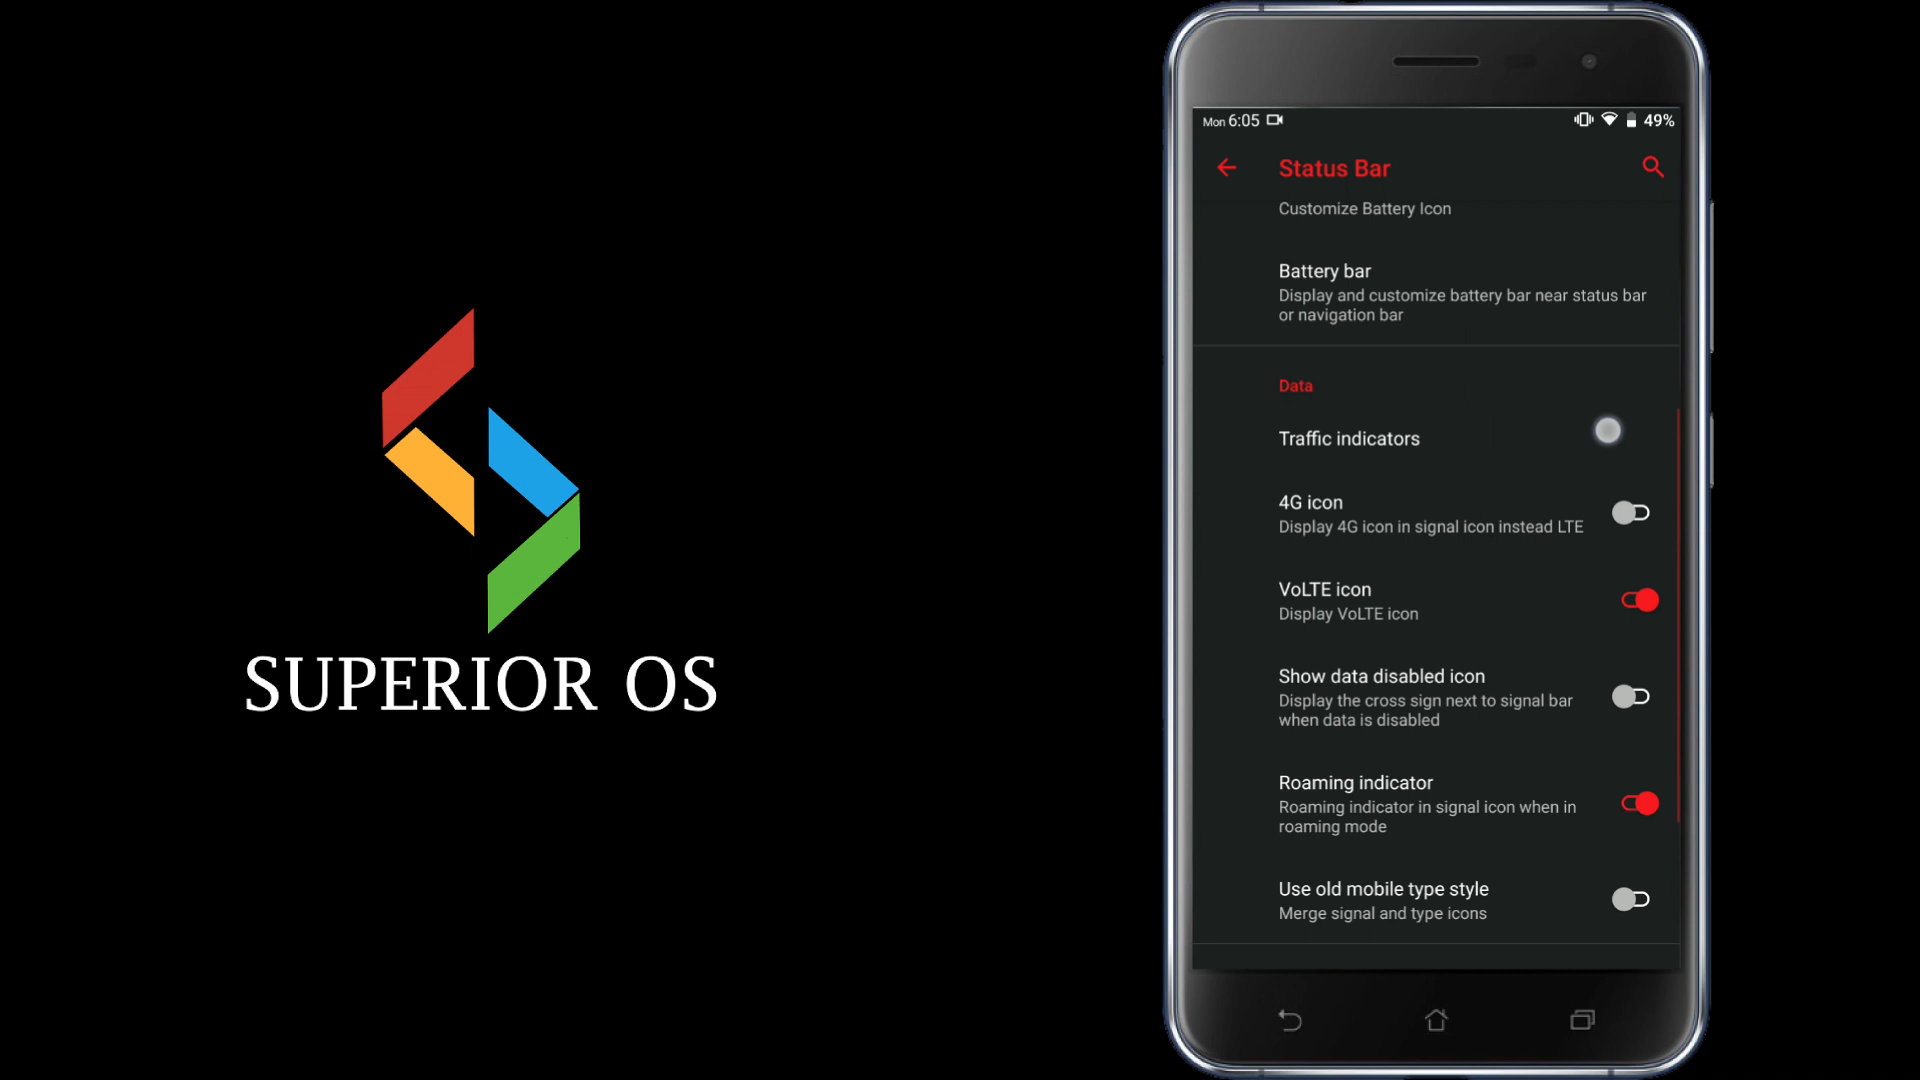 SUPERIOR OS
Mon 6:05
49%
Status Bar
Customize Battery Icon
Battery bar
Display and customize battery bar near status bar
or navigation bar
Data
Traffic indicators
4G icon
Display 4G icon in signal icon instead LTE
VoLTE icon
Display VoLTE icon
Show data disabled icon
Display the cross sign next to signal bar
when data is disabled
Roaming indicator
Roaming indicator in signal icon when in
roaming mode
Use old mobile type style
Merge signal and type icons